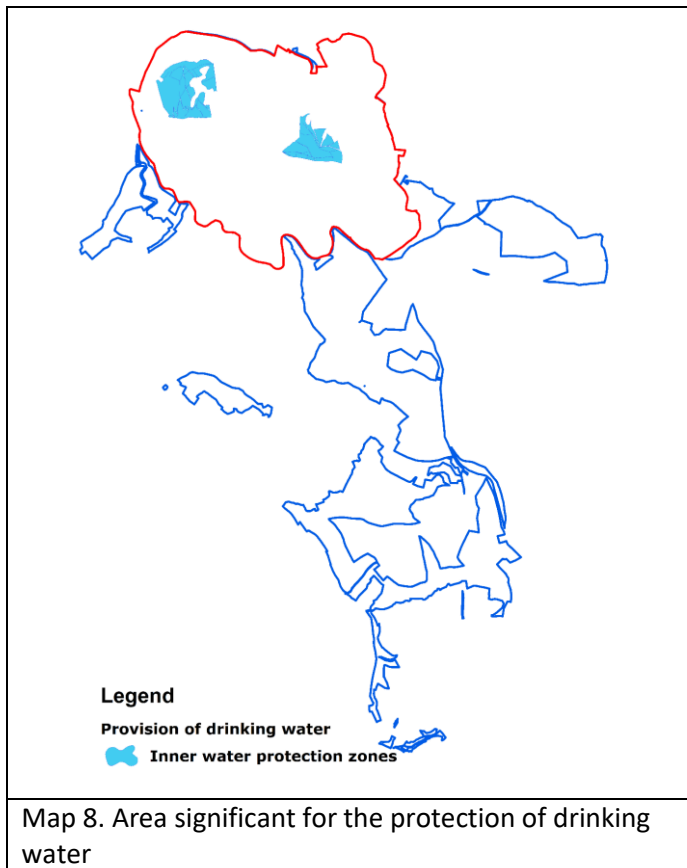 Legend
Provision of drinking water
Inner water protection zones
Map 8. Area significant for the protection of drinking
water